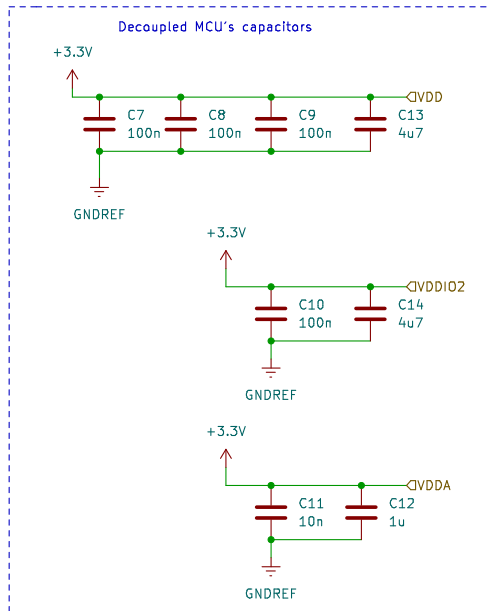 Decoupled MCU's capacitors
+3.3V
VDD
C7
100n
C8
100n
C9
100n
C13
4u7
GNDREF
+3.3V
VDDIO2
C10
100n
C14
4u7
GNDREF
+3.3V
VDDA
C11
10n
C12
1u
GNDREF